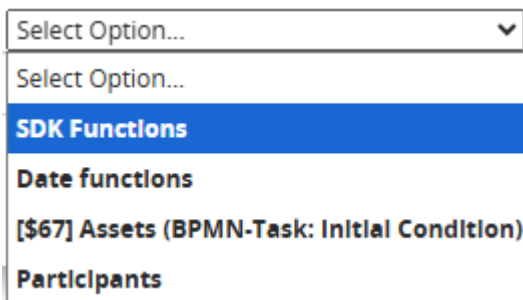 Select Option...
Select Option...
SDK Functions
Date functions
[$67] Assets (BPMN-Task: Initial Condition)
Participants